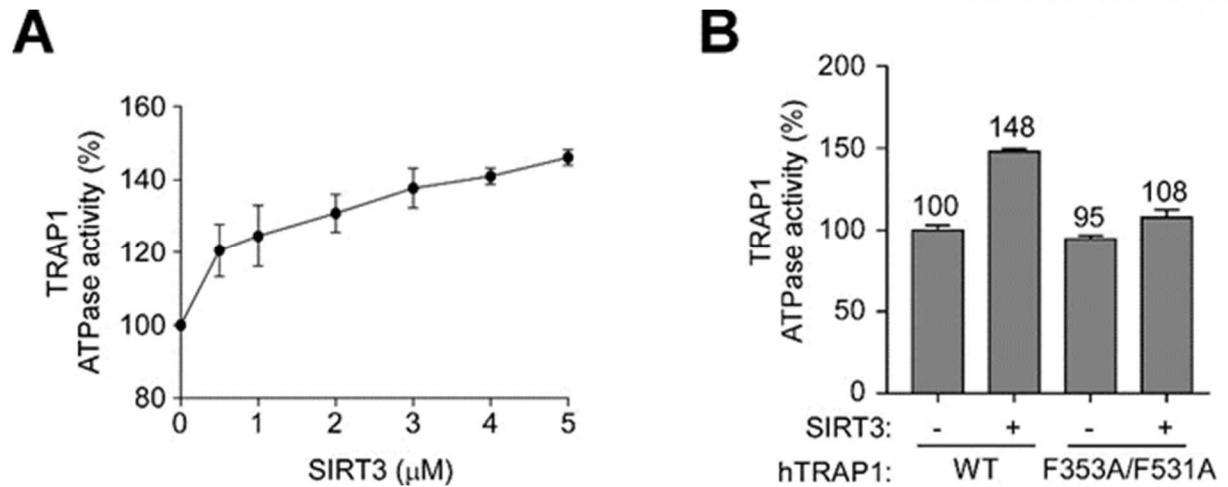 A
TRAP1
ATPase activity (%)
160
140
120
100
80
0 1 2 3 4 5
SIRT3 (μM)
B
TRAP1
ATPase activity (%)
200
150
100
50
0
100 148 95 108
SIRT3: - + - +
hTRAP1: WT F353A/F531A